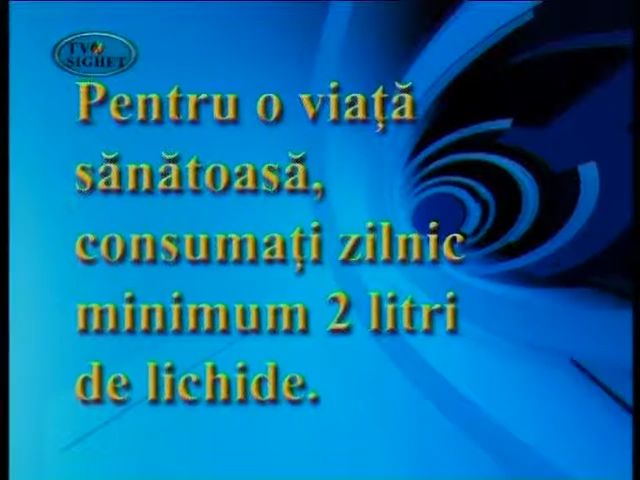 TV SIGHET
Pentru o viață
sănătoasă,
consumați zilnic
minimum 2 litri
de lichide.